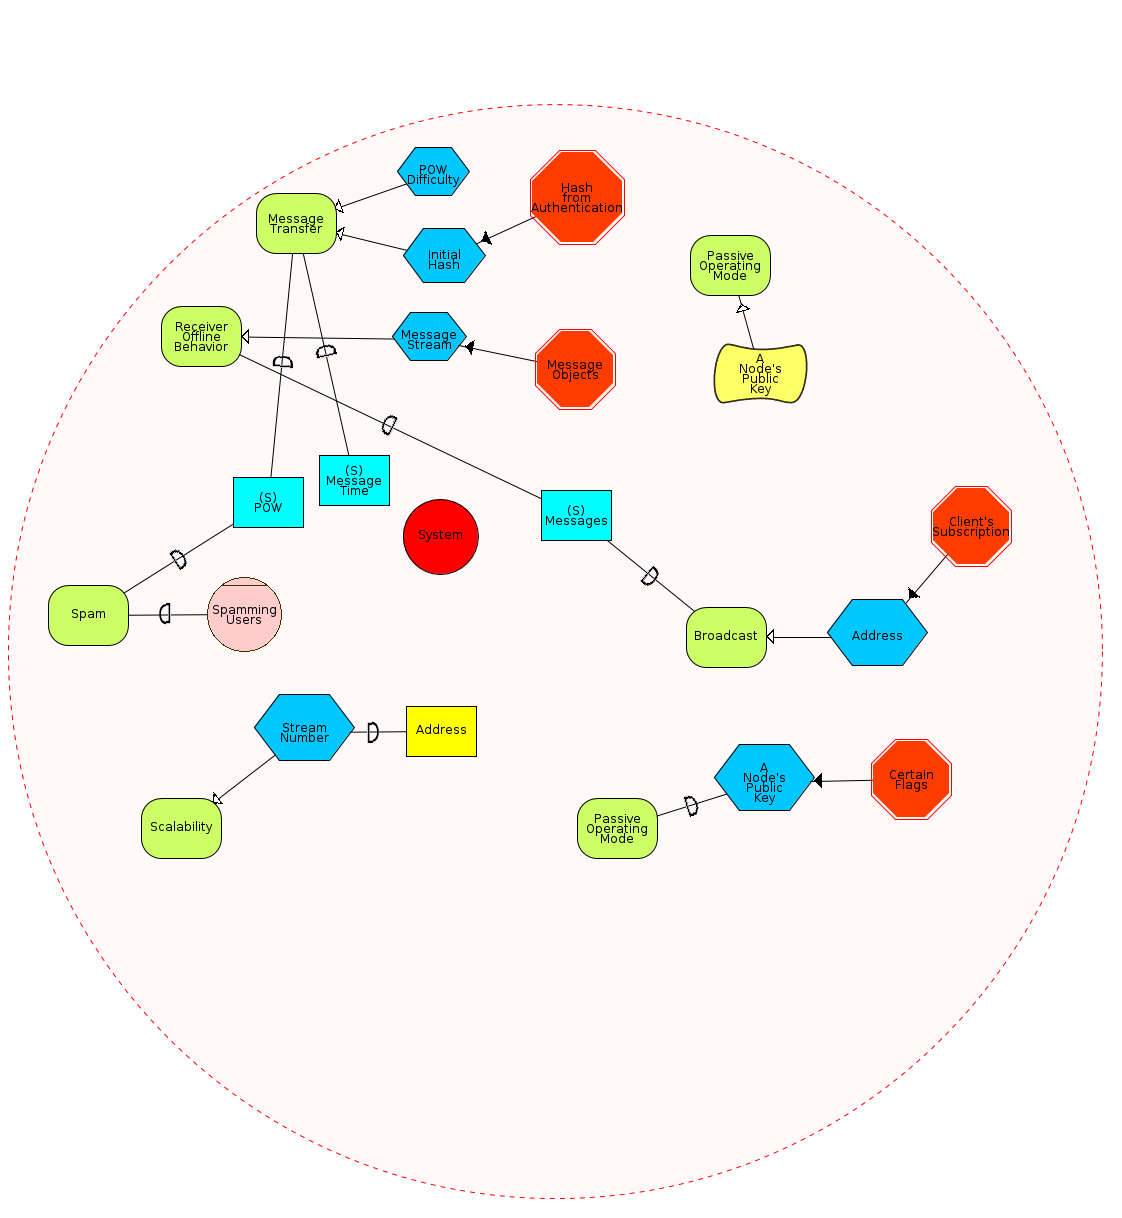 POW
Difficulty
Hash
from
Authentication
Message
Transfer
Initial
Hash
Passive
Operating
Mode
Receiver
Offline
Behavior
Message
Stream
Message
Objects
A
Node's
Public
Key
(S)
Message
Time
(S)
POW
(S)
Messages
System
Client's
Subscription
Spam
Spamming
Users
Broadcast
Address
Stream
Number
Address
A
Node's
Public
Key
Certain
Flags
Scalability
Passive
Operating
Mode